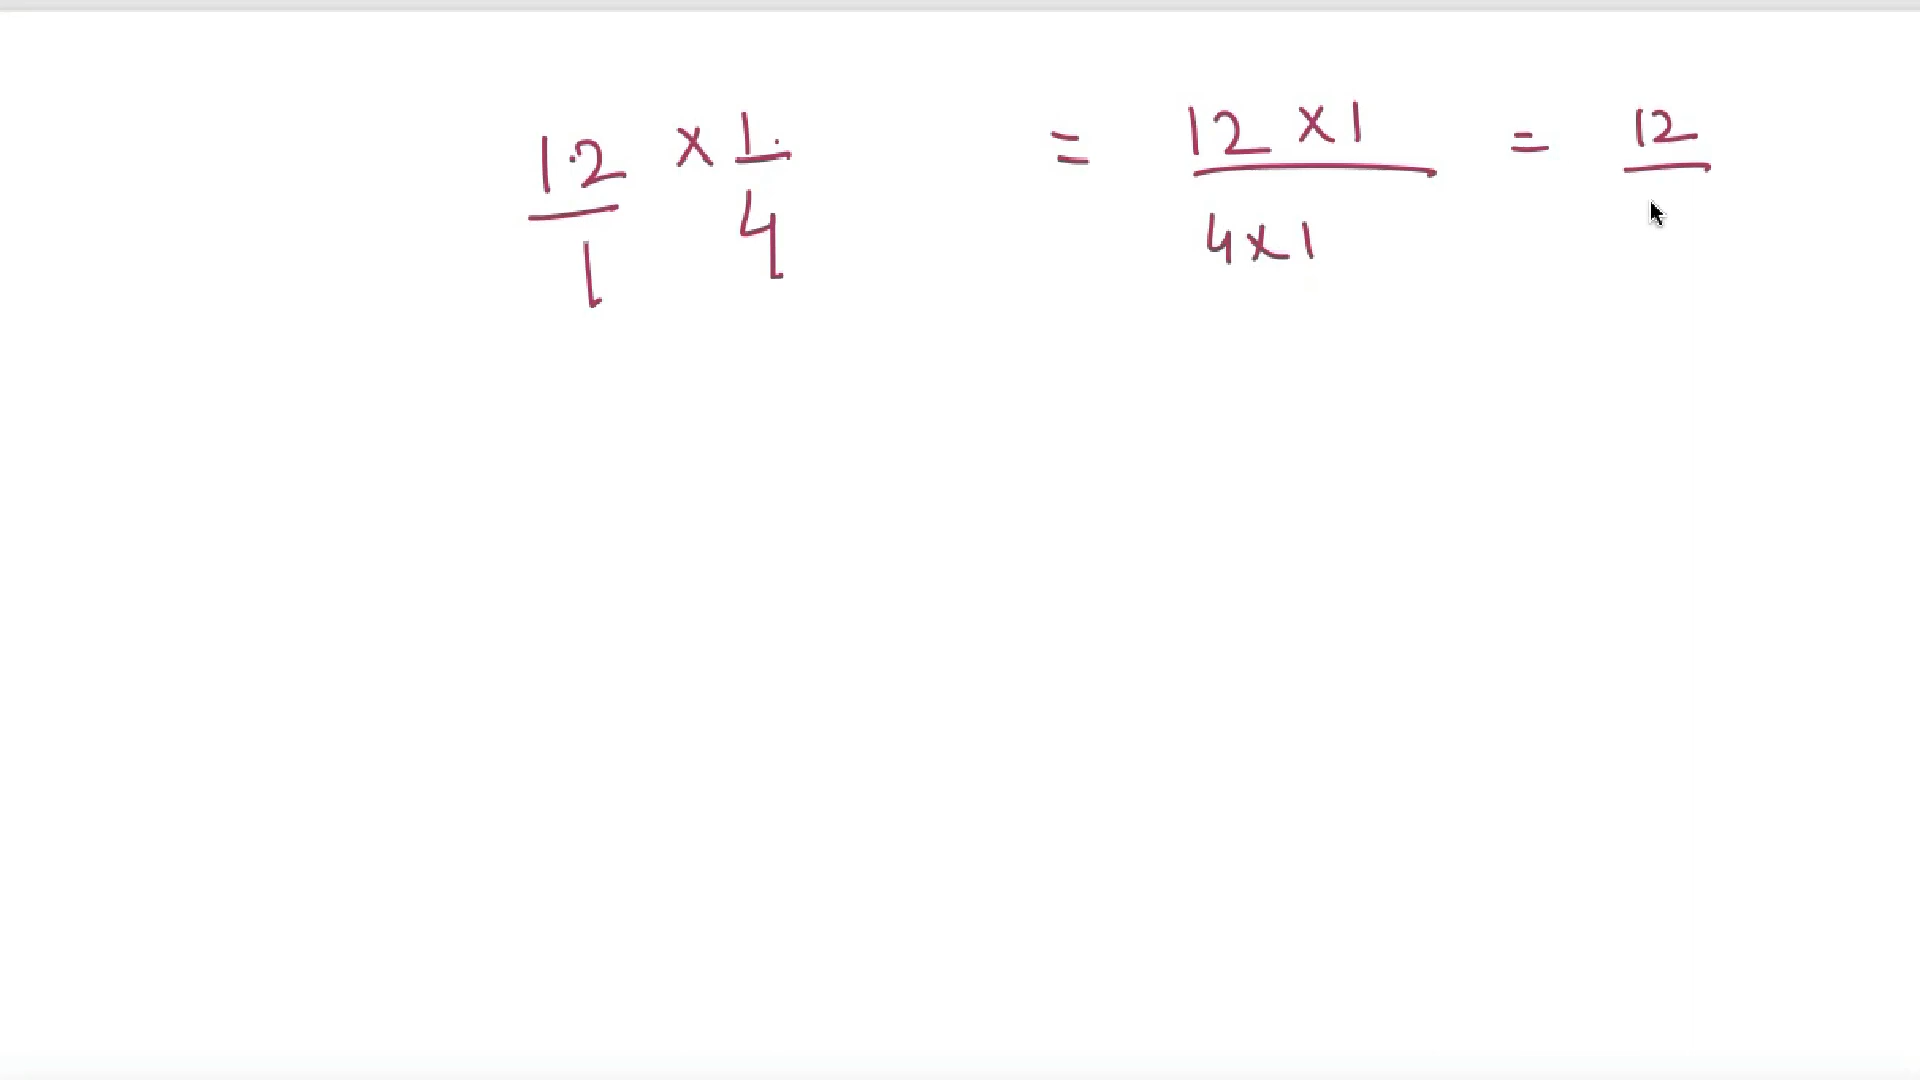 12/1 × 1/4 = 12 × 1/4 × 1 = 12/